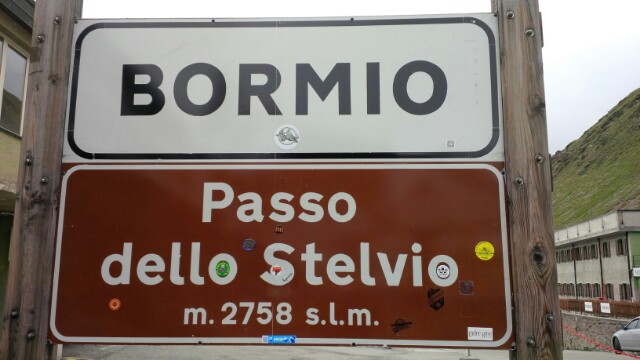 BORMIO
Passo
dello Stelvio
m. 2758 s.l.m.